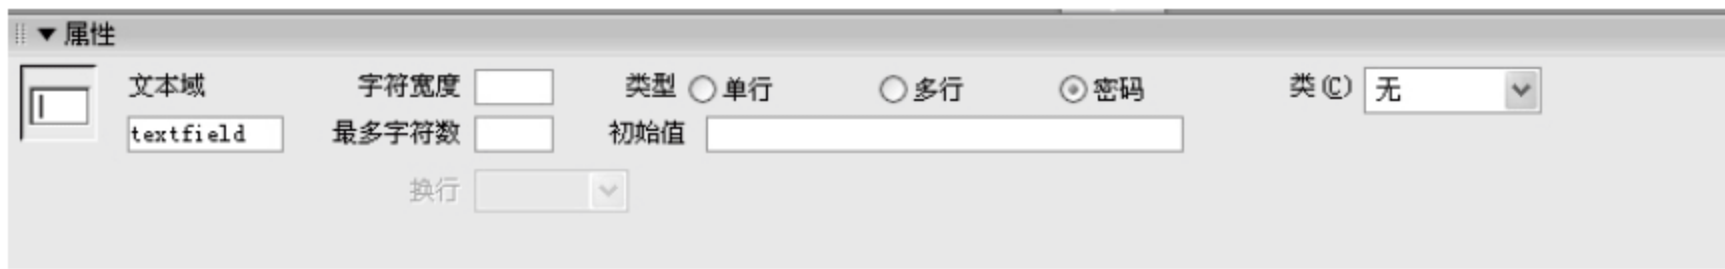 属性
文本域 字符宽度 类型 单行 多行 密码 类(C) 无
textfield 最多字符数 初始值
换行